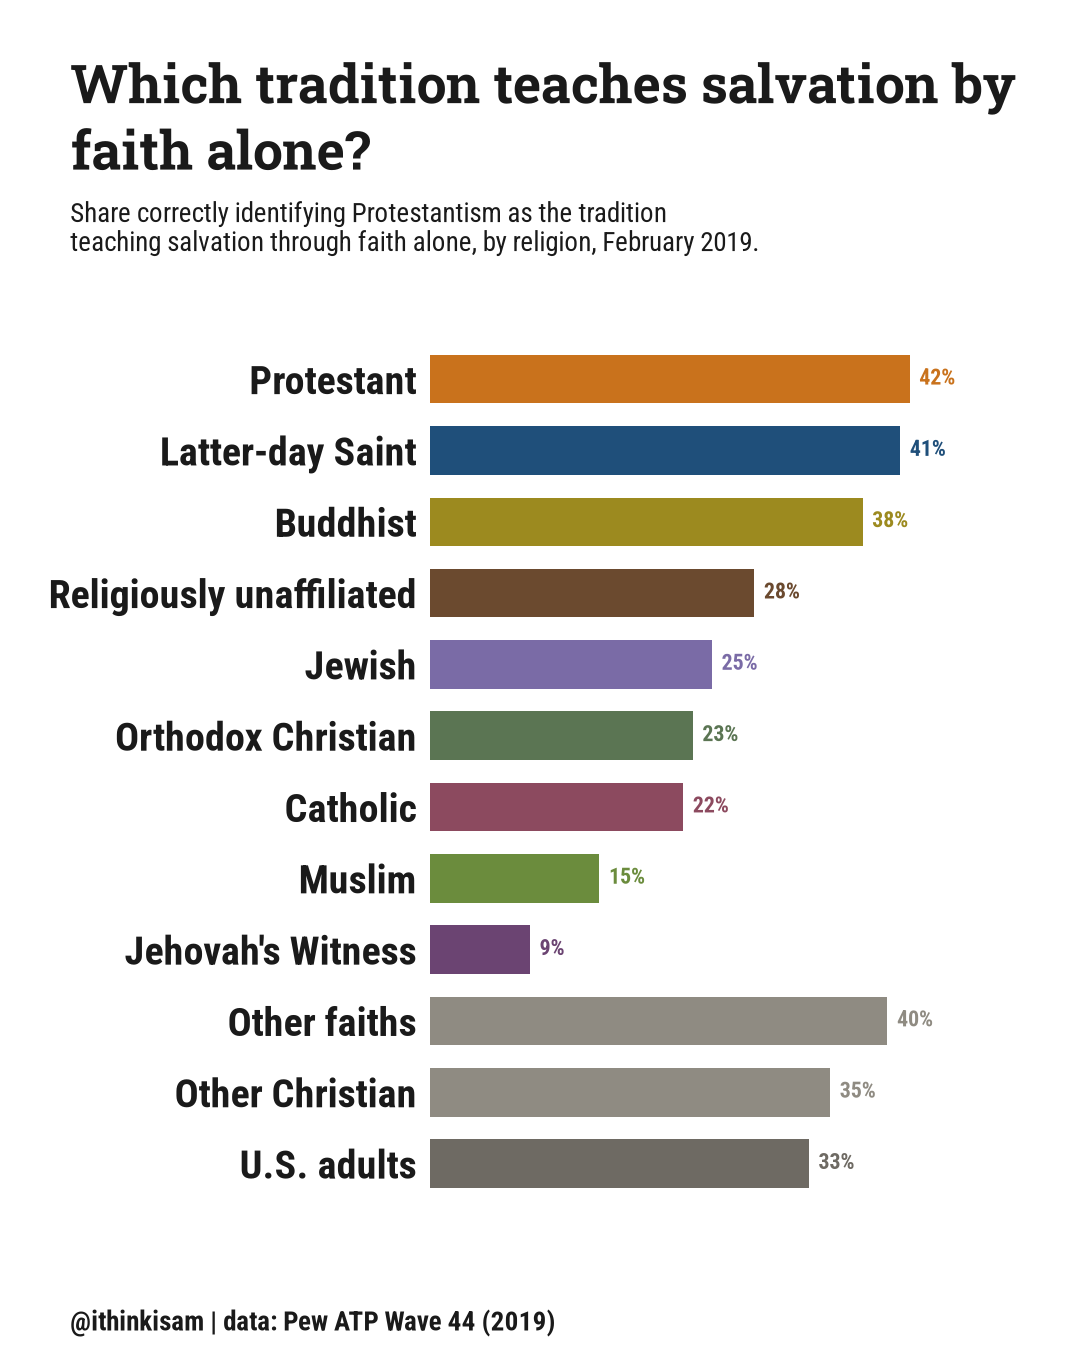 Which tradition teaches salvation by
faith alone?
Share correctly identifying Protestantism as the tradition
teaching salvation through faith alone, by religion, February 2019.
Protestant 42%
Latter-day Saint 41%
Buddhist 38%
Religiously unaffiliated 28%
Jewish 25%
Orthodox Christian 23%
Catholic 22%
Muslim 15%
Jehovah's Witness 9%
Other faiths 40%
Other Christian 35%
U.S. adults 33%
@ithinkisam | data: Pew ATP Wave 44 (2019)